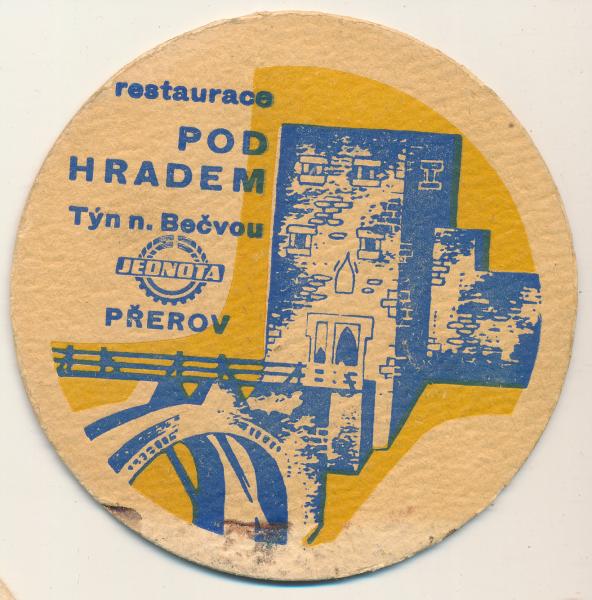 restaurace
POD
HRADEM
Týn n. Bečvou
JEDNOTA
PŘEROV